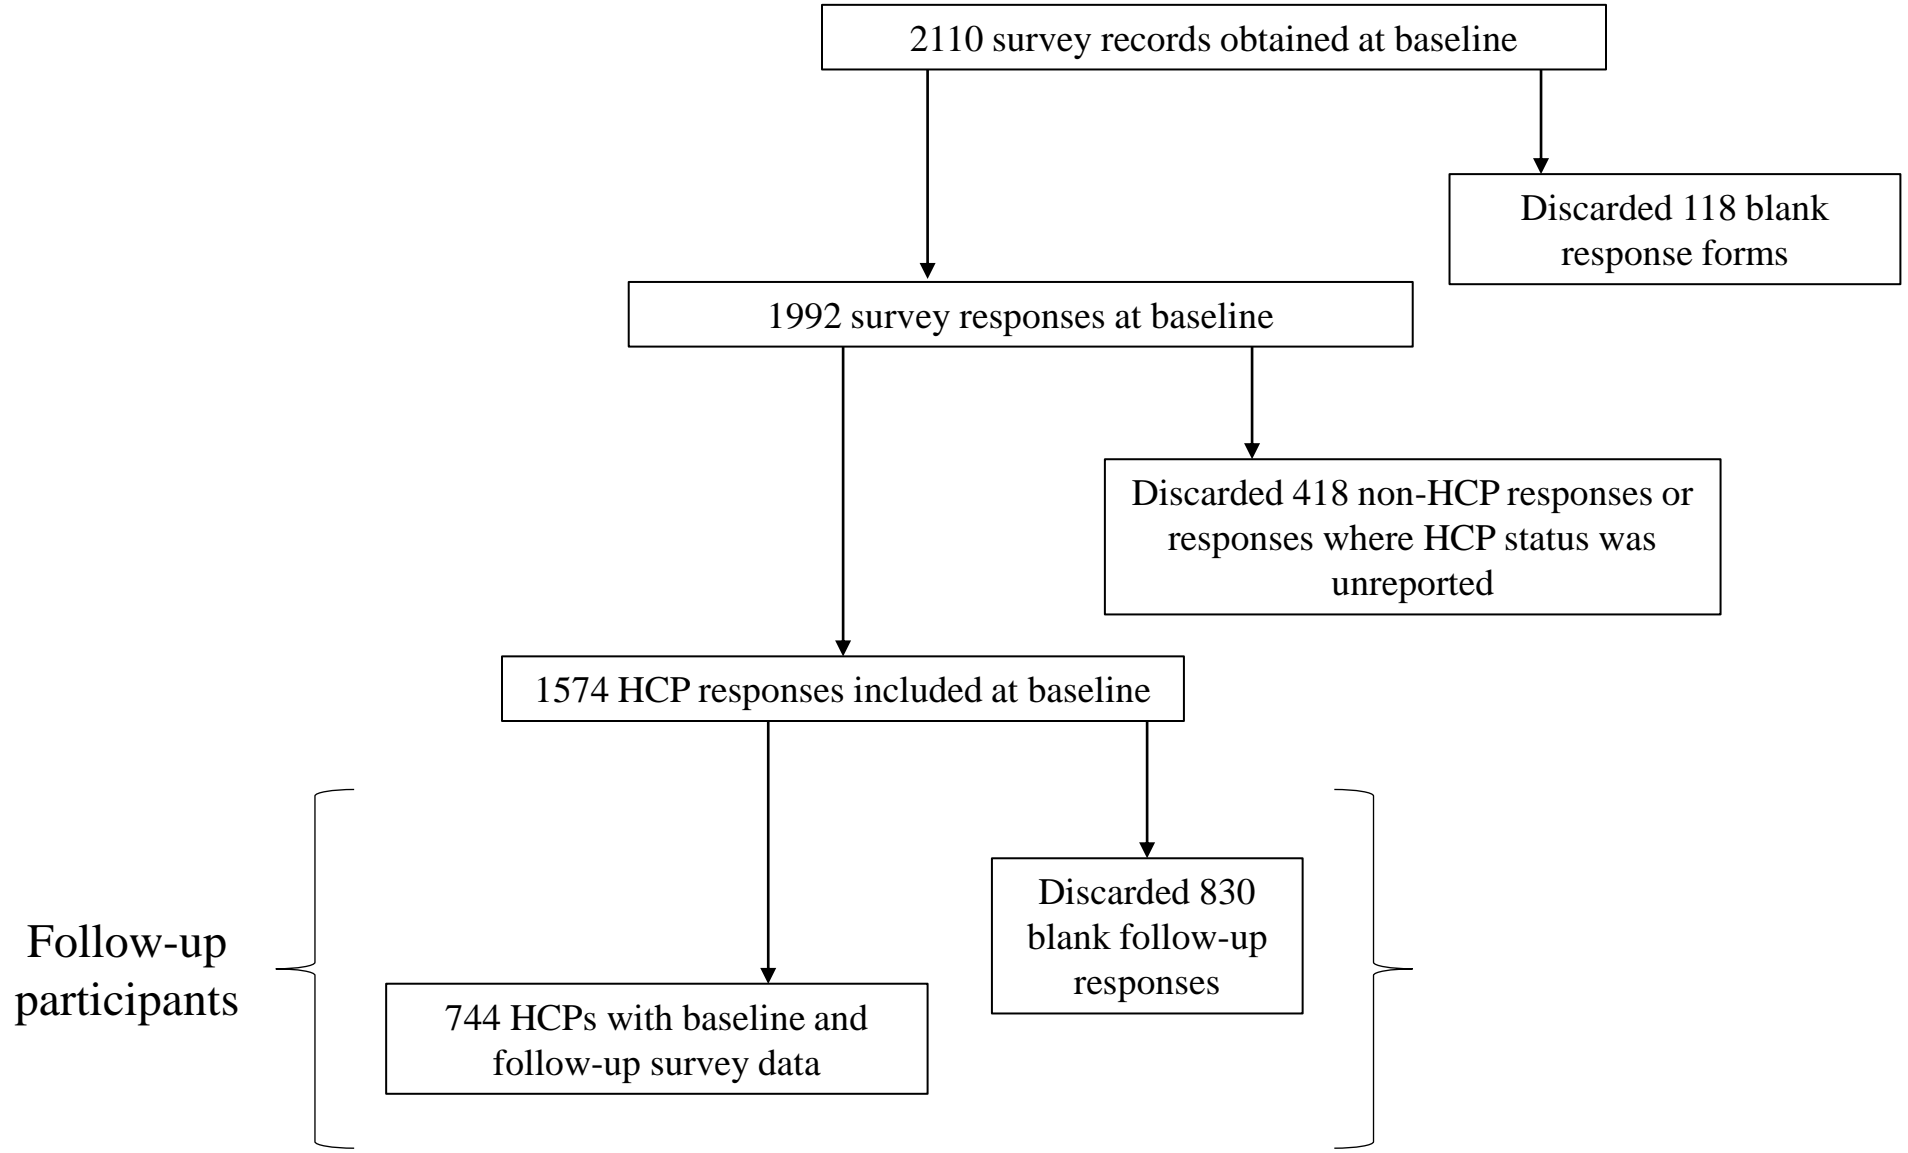 2110 survey records obtained at baseline
Discarded 118 blank
response forms
1992 survey responses at baseline
Discarded 418 non-HCP responses or
responses where HCP status was
unreported
1574 HCP responses included at baseline
Discarded 830
blank follow-up
responses
Follow-up
participants
744 HCPs with baseline and
follow-up survey data